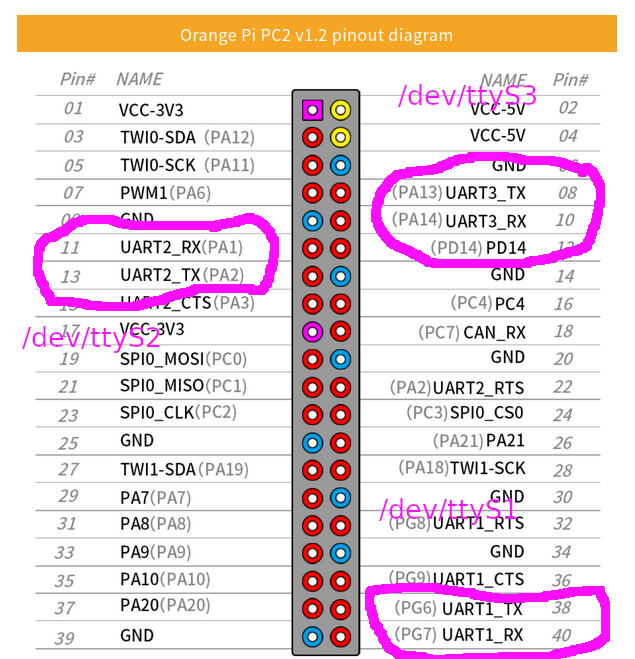 Orange Pi PC2 v1.2 pinout diagram
Pin# NAME NAME Pin#
/dev/ttyS3
01 VCC-3V3 VCC-5V 02
03 TWI0-SDA (PA12) VCC-5V 04
05 TWI0-SCK (PA11) GND
07 PWM1(PA6) (PA13) UART3_TX 08
09 GND (PA14) UART3_RX 10
11 UART2_RX(PA1) (PD14) PD14 12
13 UART2_TX(PA2) GND 14
15 UART2_CTS(PA3) (PC4) PC4 16
17 VCC-3V3 (PC7) CAN_RX 18
/dev/ttyS2
19 SPI0_MOSI(PC0) GND 20
21 SPI0_MISO(PC1) (PA2)UART2_RTS 22
23 SPI0_CLK(PC2) (PC3)SPI0_CS0 24
25 GND (PA21) PA21 26
27 TWI1-SDA(PA19) (PA18)TWI1-SCK 28
29 PA7(PA7) GND 30
/dev/ttyS1
31 PA8(PA8) (PG8)UART1_RTS 32
33 PA9(PA9) GND 34
35 PA10(PA10) (PG9)UART1_CTS 36
37 PA20(PA20) (PG6) UART1_TX 38
39 GND (PG7) UART1_RX 40